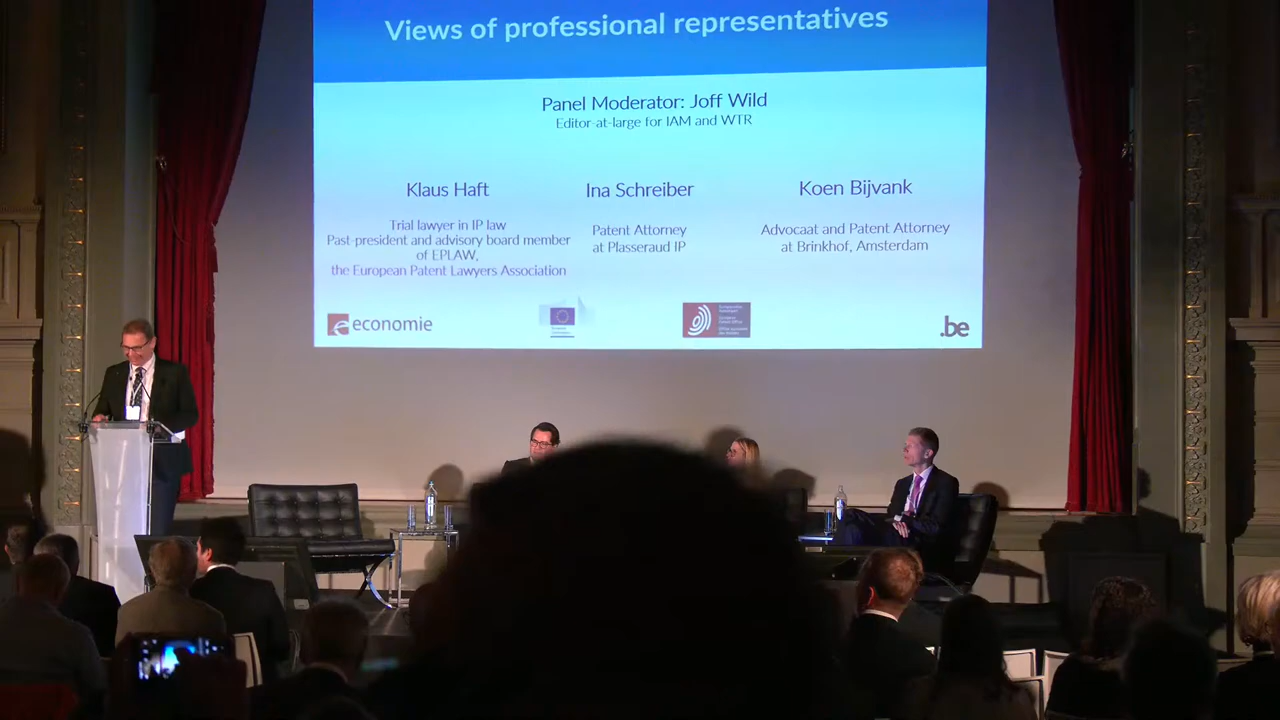 Views of professional representatives
Panel Moderator: Joff Wild
Editor-at-large for IAM and WTR
Klaus Haft
Trial lawyer in IP law
Past-president and advisory board member
of EPLAW,
the European Patent Lawyers Association
Ina Schreiber
Patent Attorney
at Plasseraud IP
Koen Bijvank
Advocaat and Patent Attorney
at Brinkhof, Amsterdam
economie
.be